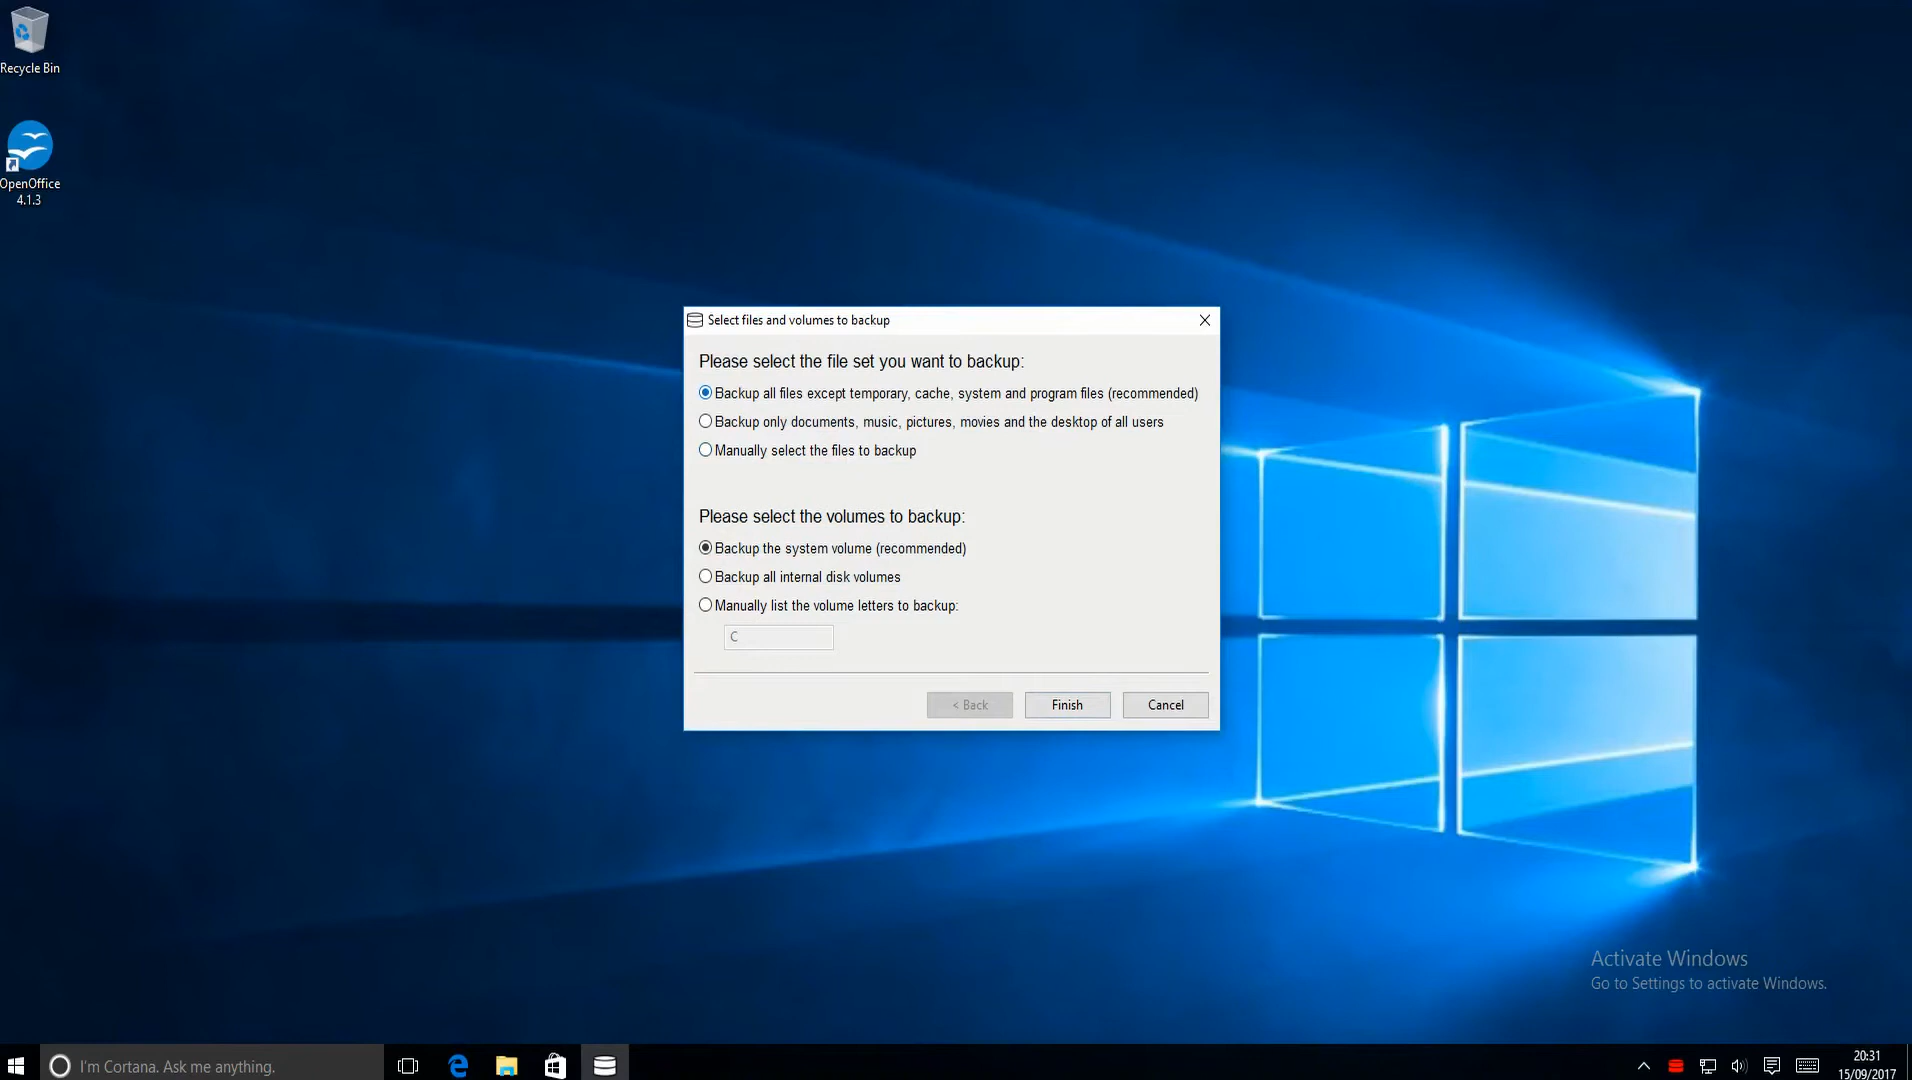 Recycle Bin
OpenOffice
4.1.3
Select files and volumes to backup
Please select the file set you want to backup:
Backup all files except temporary, cache, system and program files (recommended)
Backup only documents, music, pictures, movies and the desktop of all users
Manually select the files to backup
Please select the volumes to backup:
Backup the system volume (recommended)
Backup all internal disk volumes
Manually list the volume letters to backup:
C
< Back
Finish
Cancel
Activate Windows
Go to Settings to activate Windows.
I'm Cortana. Ask me anything.
20:31
15/09/2017